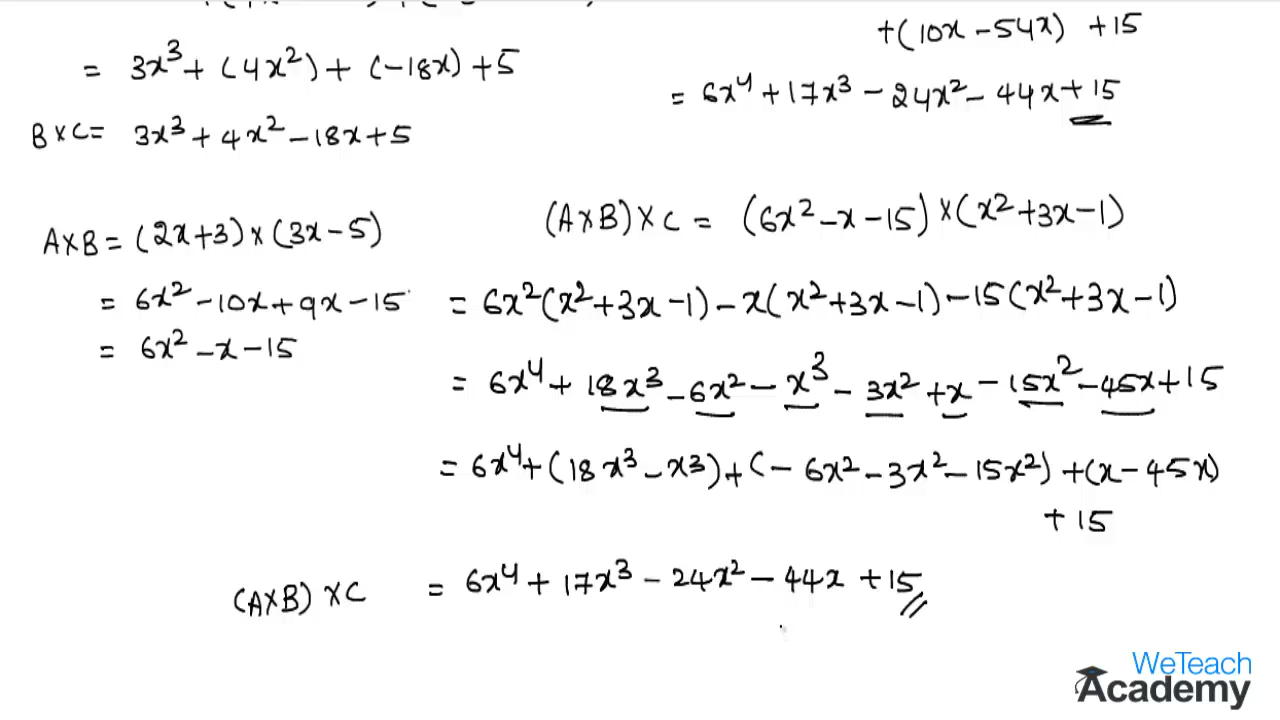 +(10x -54x) +15
= 3x³ + (4x²) + (-18x) +5
= 6x⁴ +17x³ - 24x² - 44x + 15
B×C= 3x³ + 4x² -18x+5
(A×B)×C = (6x² -x -15) × (x² +3x -1)
A×B = (2x+3)×(3x-5)
= 6x² -10x+9x -15
= 6x²(x²+3x -1) - x(x²+3x -1) -15(x²+3x -1)
= 6x² -x -15
= 6x⁴ + 18x³ -6x² - x³ - 3x² +x -15x² -45x +15
= 6x⁴+(18x³ -x³)+(-6x² -3x² -15x²) +(x-45x)
+ 15
(A×B) ×C = 6x⁴ + 17x³ - 24x² - 44x +15
WeTeach
Academy